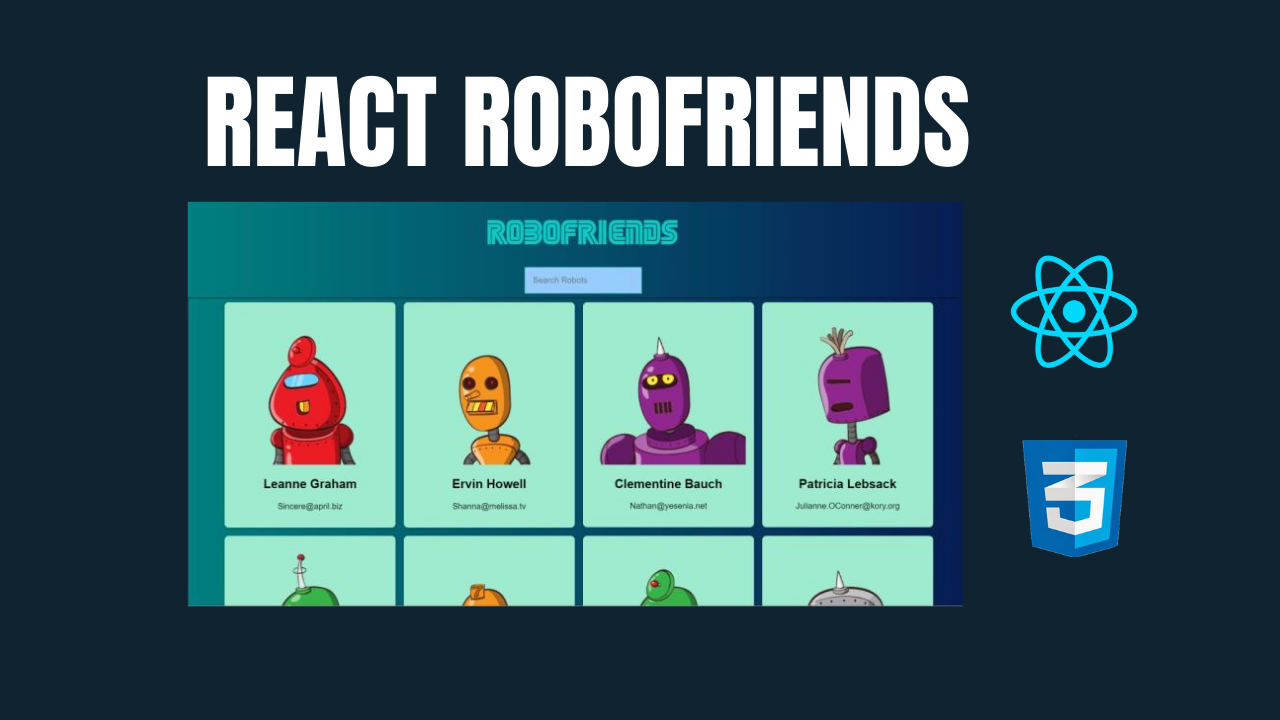 REACT ROBOFRIENDS
ROBOFRIENDS
Search Robots
Leanne Graham
Sincere@april.biz
Ervin Howell
Shanna@melissa.tv
Clementine Bauch
Nathan@yesenia.net
Patricia Lebsack
Julianne.OConner@kory.org
3